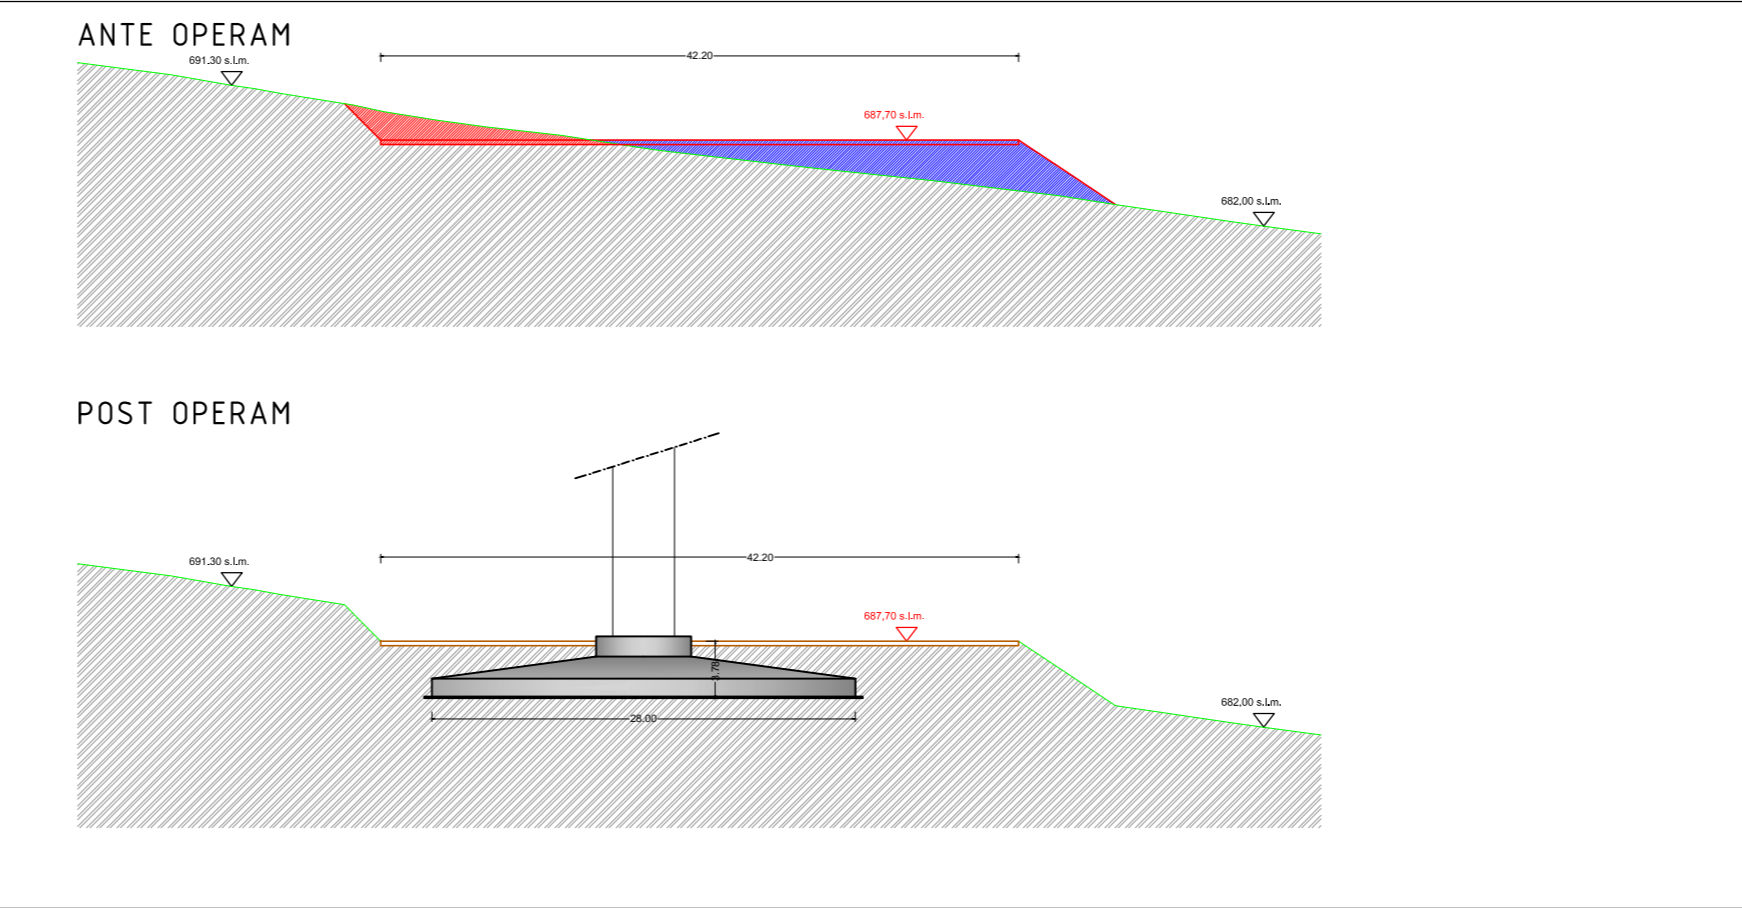 ANTE OPERAM
691.30 s.l.m.
42.20
687,70 s.l.m.
682,00 s.l.m.
POST OPERAM
691.30 s.l.m.
42.20
687,70 s.l.m.
3.78
682,00 s.l.m.
28.00